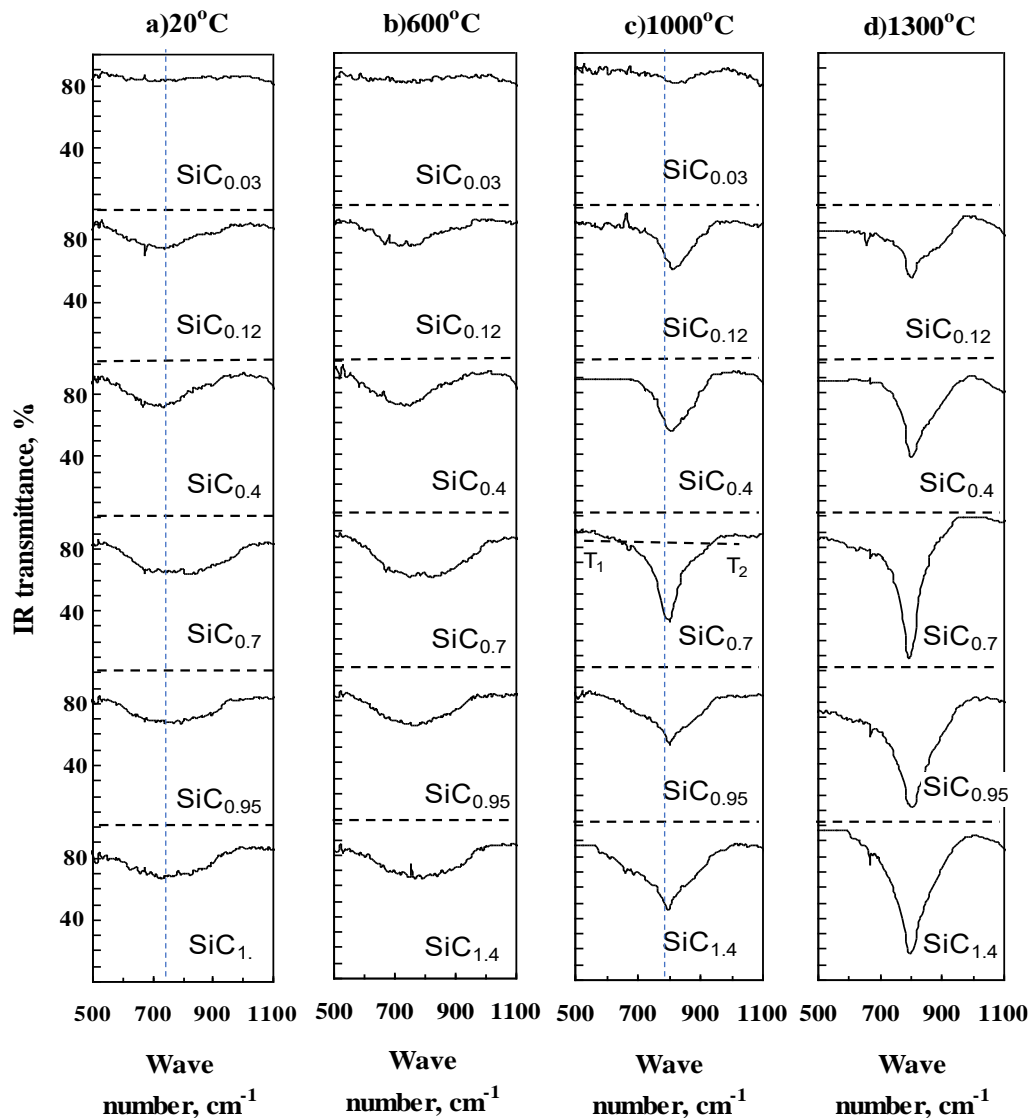 a)20°C b)600°C c)1000°C d)1300°C
80
40
SiC0.03 SiC0.03 SiC0.03
80
40
SiC0.12 SiC0.12 SiC0.12 SiC0.12
80
40
SiC0.4 SiC0.4 SiC0.4 SiC0.4
80
T1 T2
40
SiC0.7 SiC0.7 SiC0.7 SiC0.7
80
40
SiC0.95 SiC0.95 SiC0.95 SiC0.95
80
40
SiC1. SiC1.4 SiC1.4 SiC1.4
IR transmittance, %
500 700 900 1100 500 700 900 1100 500 700 900 1100 500 700 900 1100
Wave Wave Wave Wave
number, cm-1 number, cm-1 number, cm-1 number, cm-1